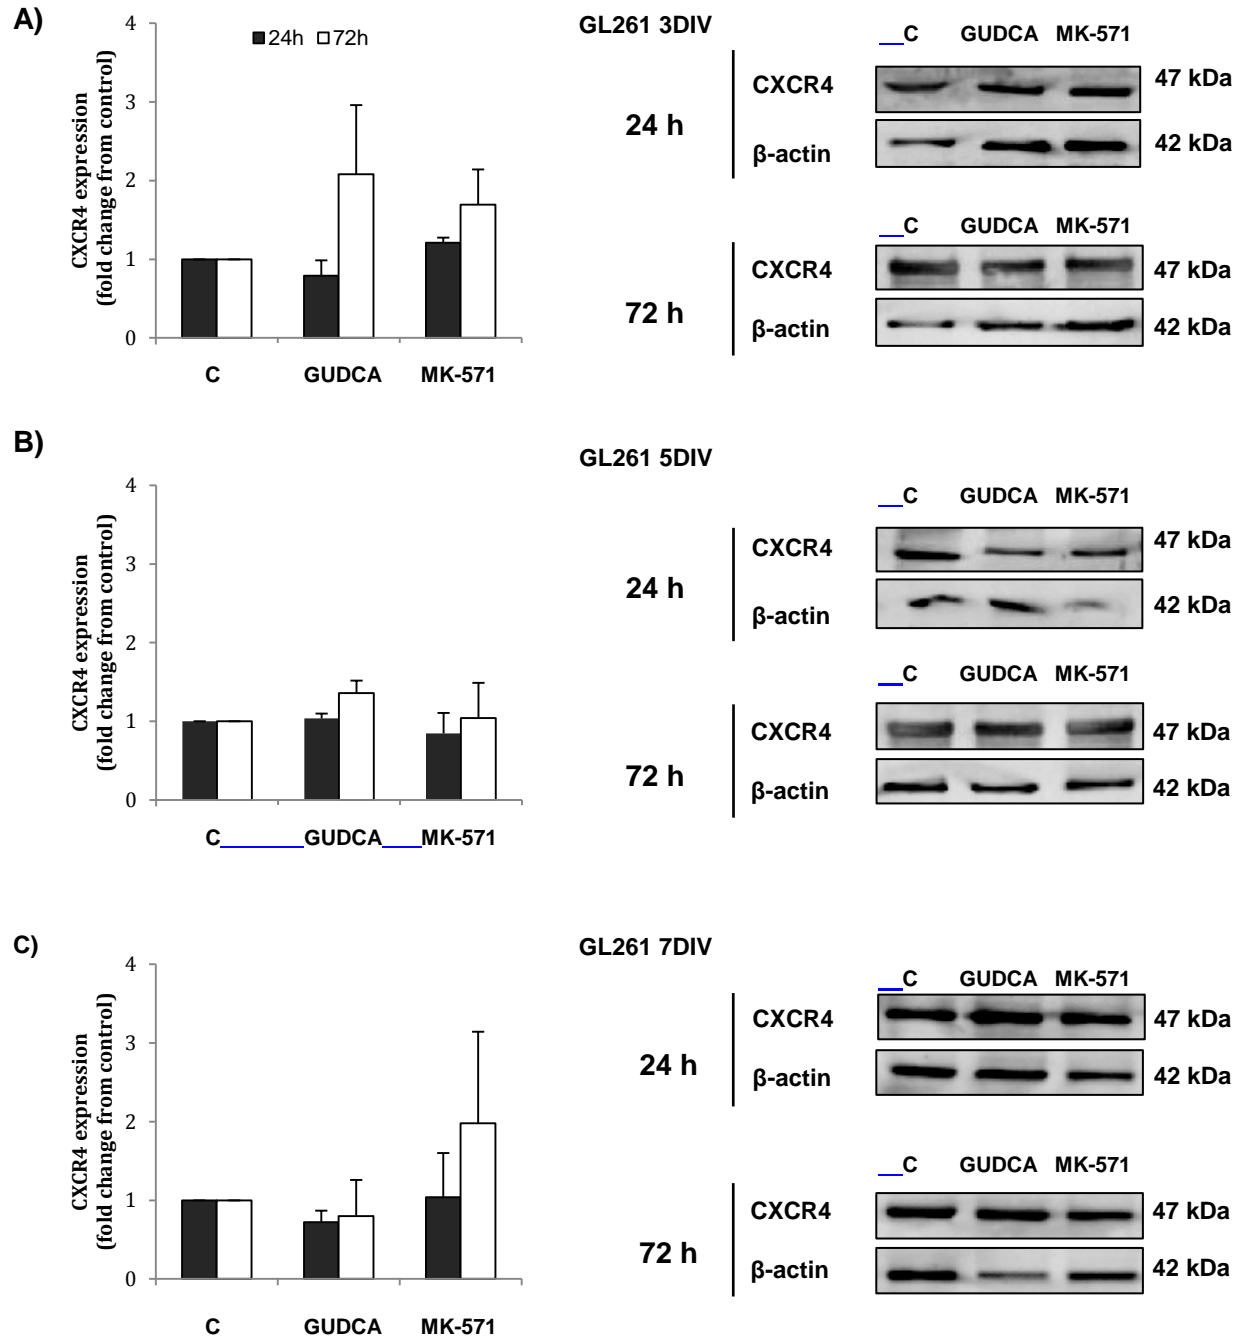 A)
4
3
2
1
0
CXCR4 expression
(fold change from control)
24h 72h
C GUDCA MK-571
GL261 3DIV
24 h
C GUDCA MK-571
CXCR4 47 kDa
β-actin 42 kDa
72 h
C GUDCA MK-571
CXCR4 47 kDa
β-actin 42 kDa
B)
4
3
2
1
0
CXCR4 expression
(fold change from control)
C GUDCA MK-571
GL261 5DIV
24 h
C GUDCA MK-571
CXCR4 47 kDa
β-actin 42 kDa
72 h
C GUDCA MK-571
CXCR4 47 kDa
β-actin 42 kDa
C)
4
3
2
1
0
CXCR4 expression
(fold change from control)
C GUDCA MK-571
GL261 7DIV
24 h
C GUDCA MK-571
CXCR4 47 kDa
β-actin 42 kDa
72 h
C GUDCA MK-571
CXCR4 47 kDa
β-actin 42 kDa